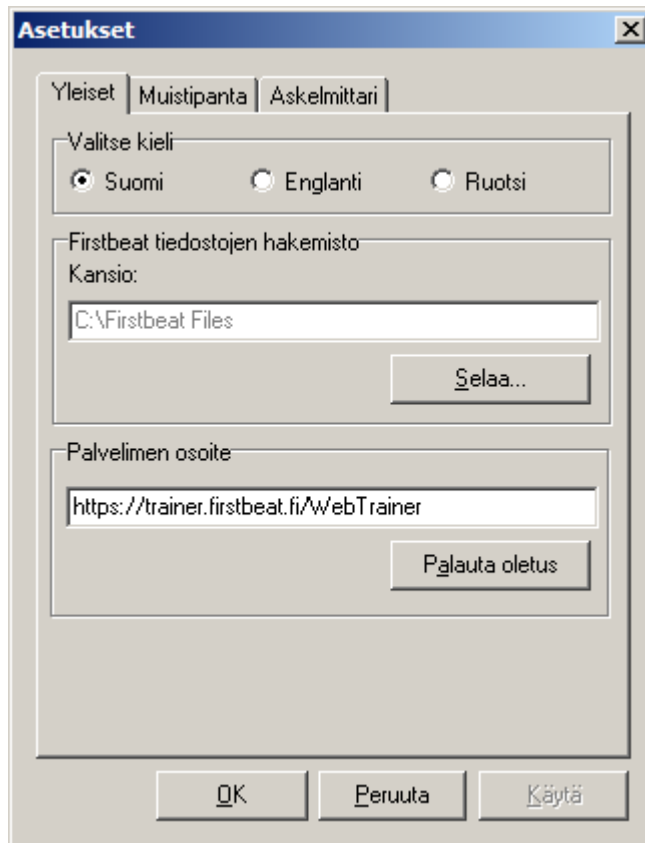 Asetukset
Yleiset Muistipanta Askelmittari
Valitse kieli
Suomi Englanti Ruotsi
Firstbeat tiedostojen hakemisto
Kansio:
C:\Firstbeat Files
Selaa...
Palvelimen osoite
https://trainer.firstbeat.fi/WebTrainer
Palauta oletus
OK Peruuta Käytä